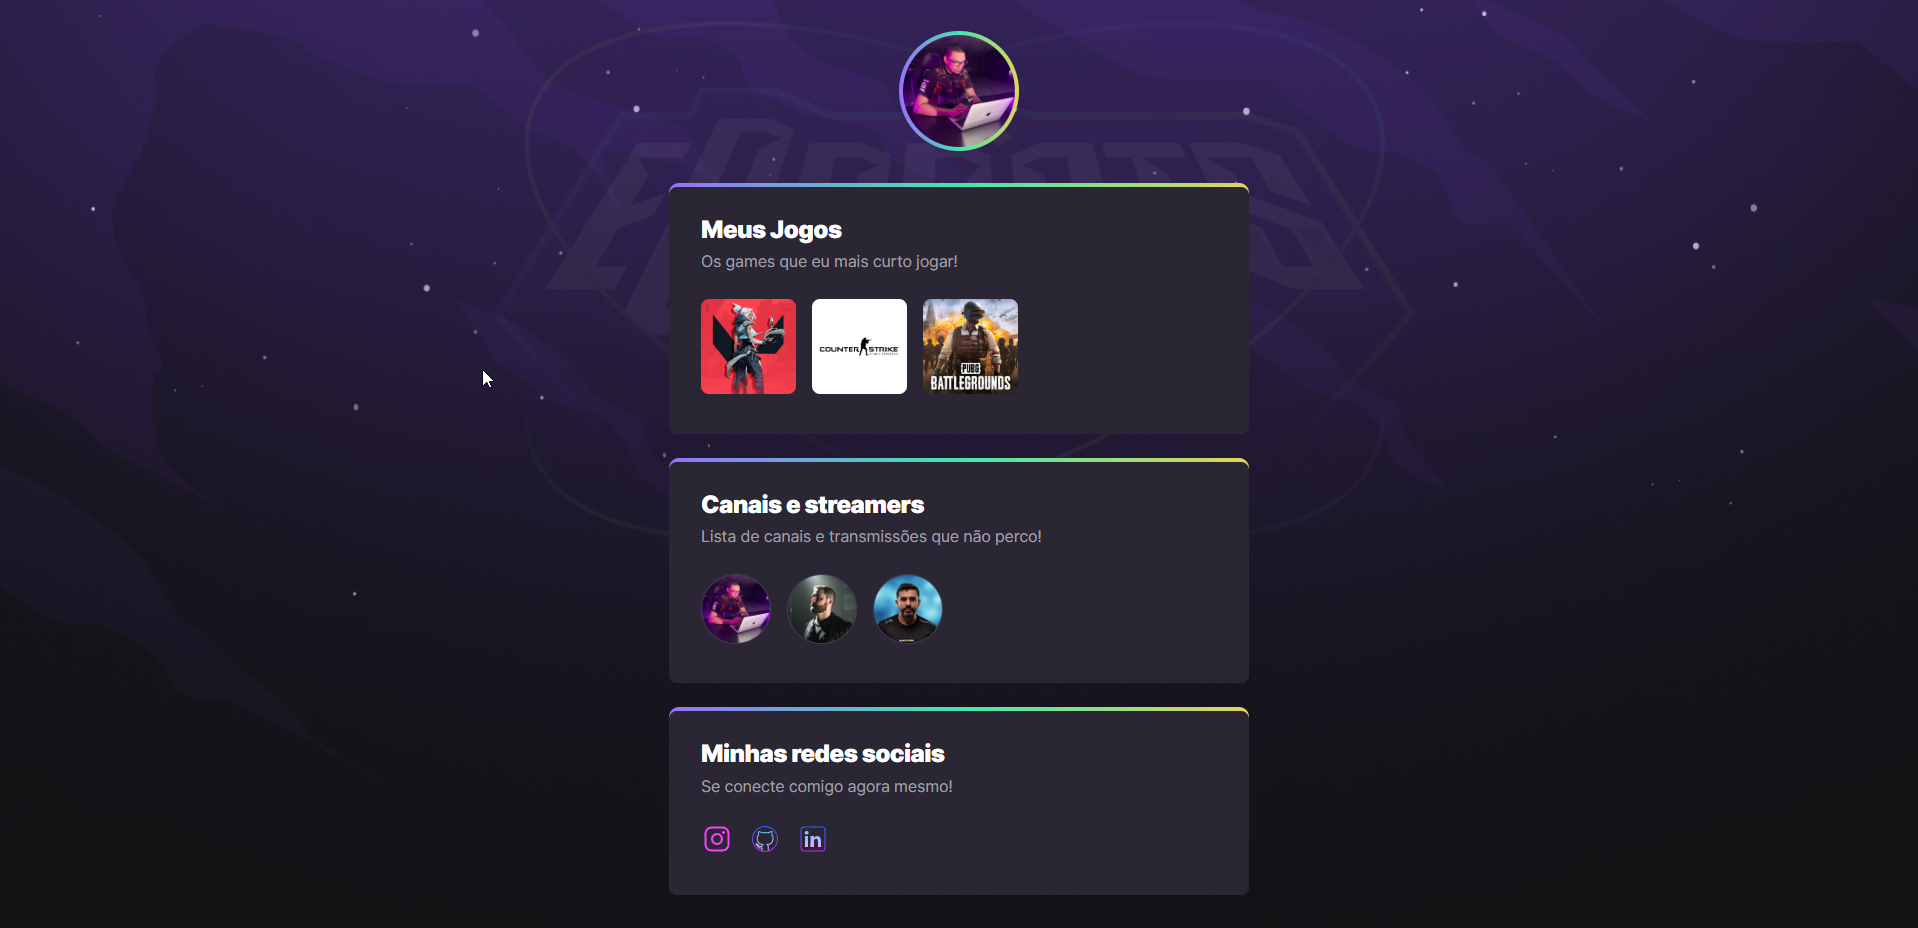 Meus Jogos
Os games que eu mais curto jogar!
COUNTER STRIKE
PUBG
BATTLEGROUNDS
Canais e streamers
Lista de canais e transmissões que não perco!
Minhas redes sociais
Se conecte comigo agora mesmo!
in